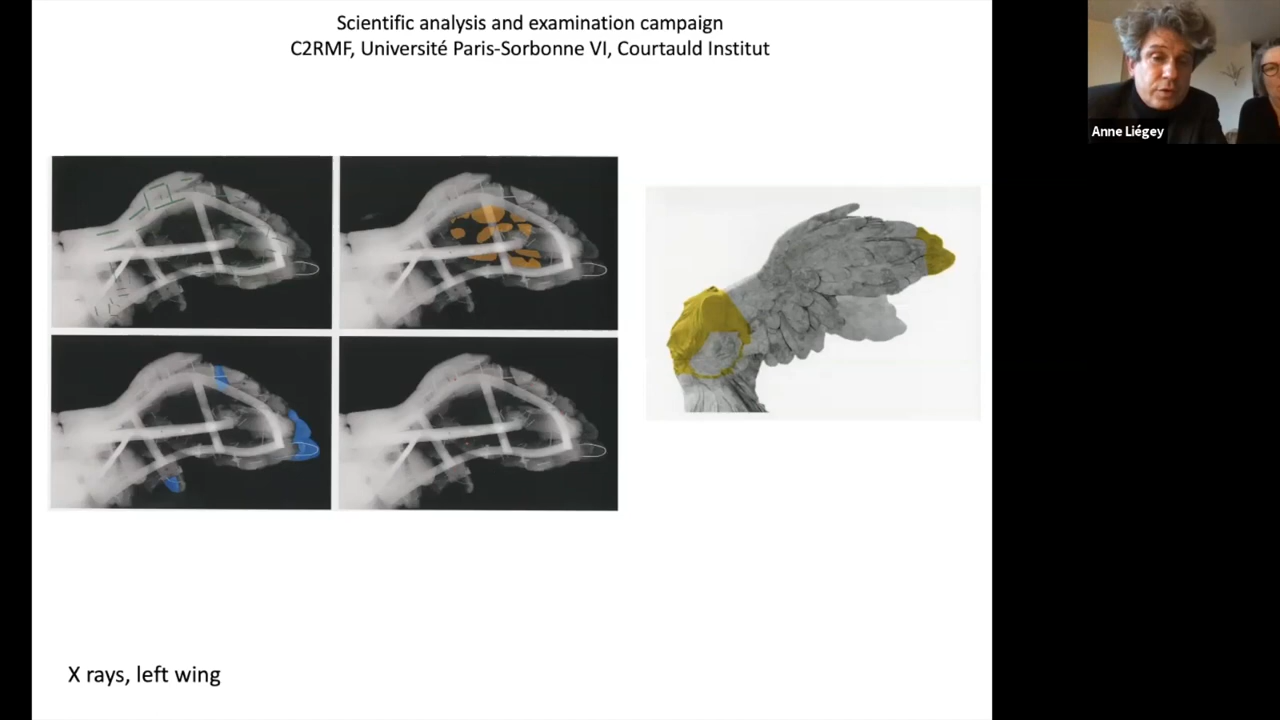 Scientific analysis and examination campaign
C2RMF, Université Paris-Sorbonne VI, Courtauld Institut
Anne Liégey
X rays, left wing